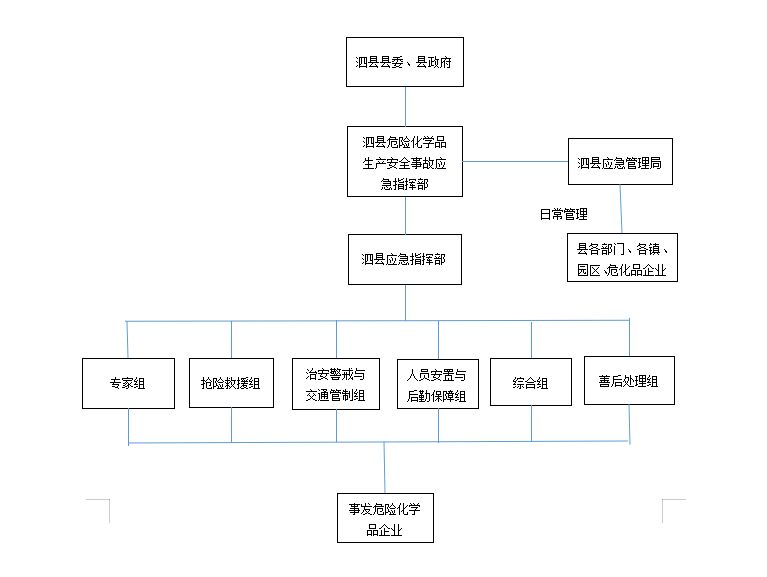 泗县县委、县政府
泗县危险化学品
生产安全事故应
急指挥部
泗县应急管理局
日常管理
县各部门、各镇、
园区、危化品企业
泗县应急指挥部
专家组
抢险救援组
治安警戒与
交通管制组
人员安置与
后勤保障组
综合组
善后处理组
事发危险化学
品企业